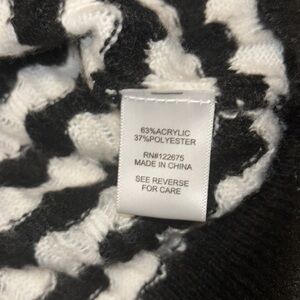 63%ACRYLIC
37%POLYESTER
RN#122675
MADE IN CHINA
SEE REVERSE
FOR CARE